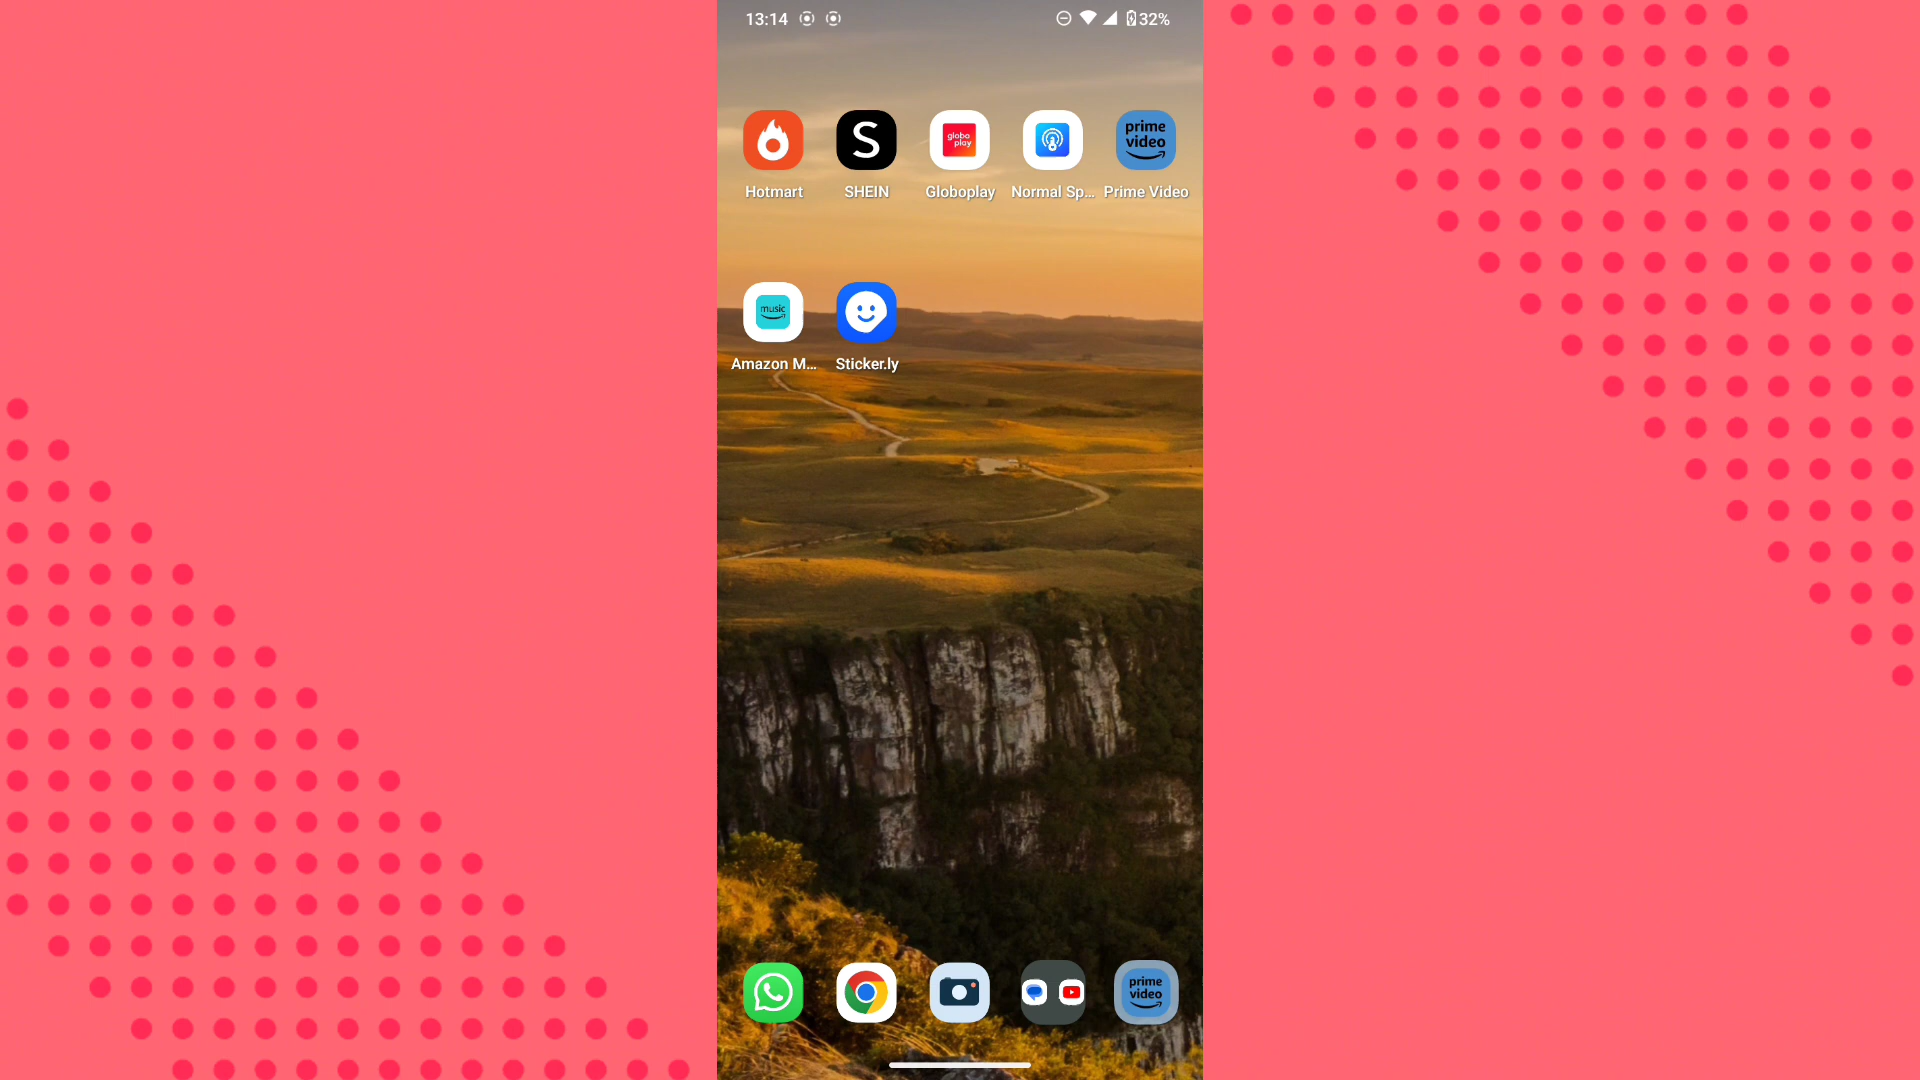 13:14
32%
globo
play
prime
video
Hotmart
SHEIN
Globoplay
Normal Sp...
Prime Video
music
Amazon M...
Sticker.ly
prime
video